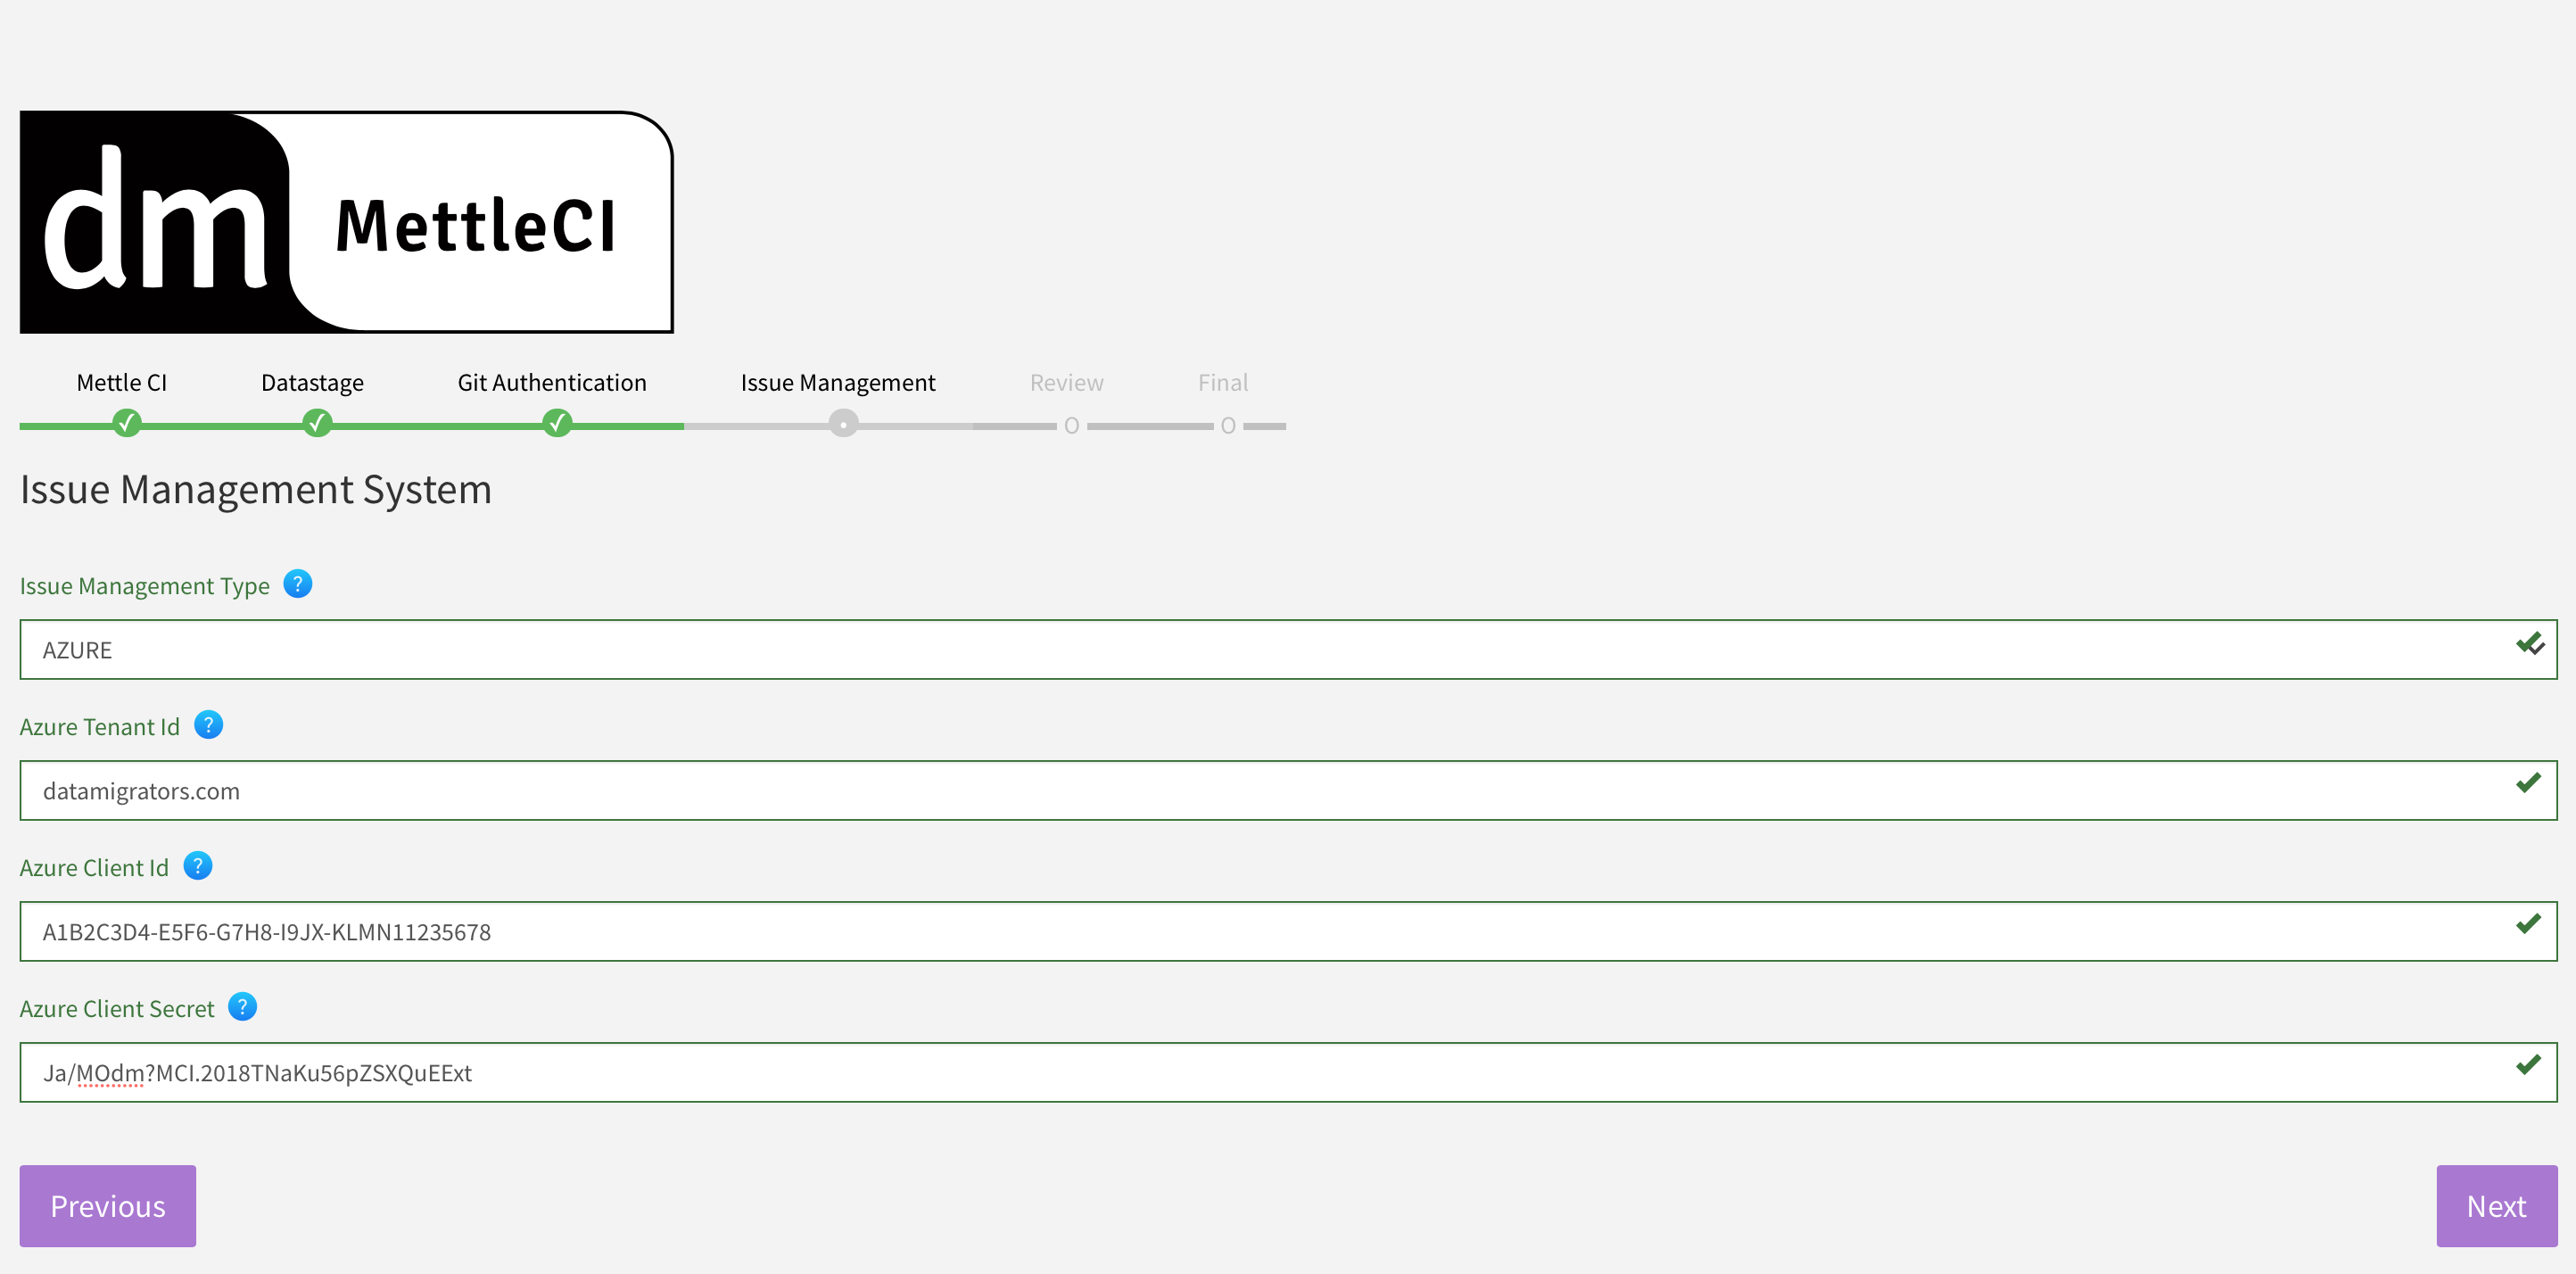 dm MettleCI
Mettle CI Datastage Git Authentication Issue Management Review Final
Issue Management System
Issue Management Type ?
AZURE
Azure Tenant Id ?
datamigrators.com
Azure Client Id ?
A1B2C3D4-E5F6-G7H8-I9JX-KLMN11235678
Azure Client Secret ?
Ja/MOdm?MCI.2018TNaKu56pZSXQuEExt
Previous Next